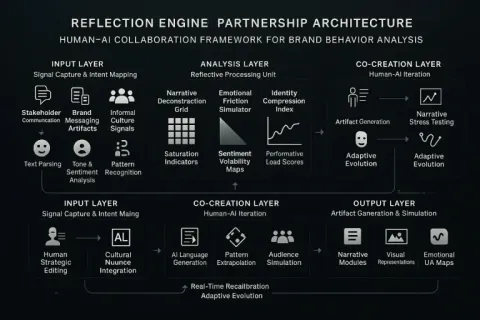 REFLECTION ENGINE PARTNERSHIP ARCHITECTURE
HUMAN–AI COLLABORATION FRAMEWORK FOR BRAND BEHAVIOR ANALYSIS
INPUT LAYER
Signal Capture & Intent Mapping
Stakeholder
Communication
Brand
Messaging
Artifacts
Informal
Culture
Signals
Text Parsing
Tone &
Sentiment
Analysis
Pattern
Recognition
ANALYSIS LAYER
Reflective Processing Unit
Narrative
Deconstruction
Grid
Emotional
Friction
Simulator
Identity
Compression
Index
Saturation
Indicators
Sentiment
Volability
Maps
Performative
Load Scores
CO-CREATION LAYER
Human-AI Iteration
Artifact Generation
Narrative
Stress Testing
Adaptive
Evolution
Adaptive
Evolution
INPUT LAYER
Signal Capture & Intent Maing
Human
Strategic
Editing
AL
Cultural
Nuunce
Integration
CO-CREATION LAYER
Human-AI Iteration
AI Language
Generation
Pattern
Extrapolation
Audience
Simulation
OUTPUT LAYER
Artifact Generation & Simulation
Narrative
Modules
Visual
Representations
Emotional
UA Maps
Real-Time Recaitbration
Adaptive Evolution